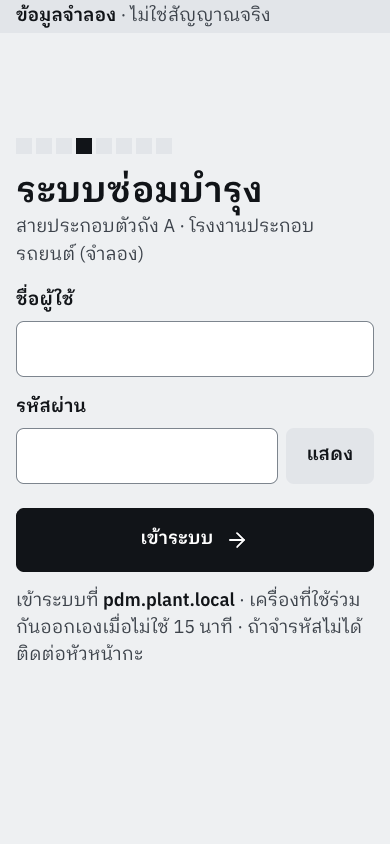 ข้อมูลจำลอง · ไม่ใช่สัญญาณจริง
ระบบซ่อมบำรุง
สายประกอบตัวถัง A · โรงงานประกอบ
รถยนต์ (จำลอง)
ชื่อผู้ใช้
รหัสผ่าน
แสดง
เข้าระบบ →
เข้าระบบที่ pdm.plant.local · เครื่องที่ใช้ร่วม
กันออกเองเมื่อไม่ใช้ 15 นาที · ถ้าจำรหัสไม่ได้
ติดต่อหัวหน้ากะ